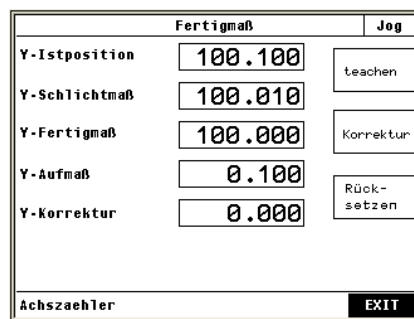 Fertigmaß Jog
Y-Istposition 100.100
teachen
Y-Schlichtmaß 100.010
Y-Fertigmaß 100.000
Korrektur
Y-Aufmaß 0.100
Rück-
setzen
Y-Korrektur 0.000
Achszaehler EXIT